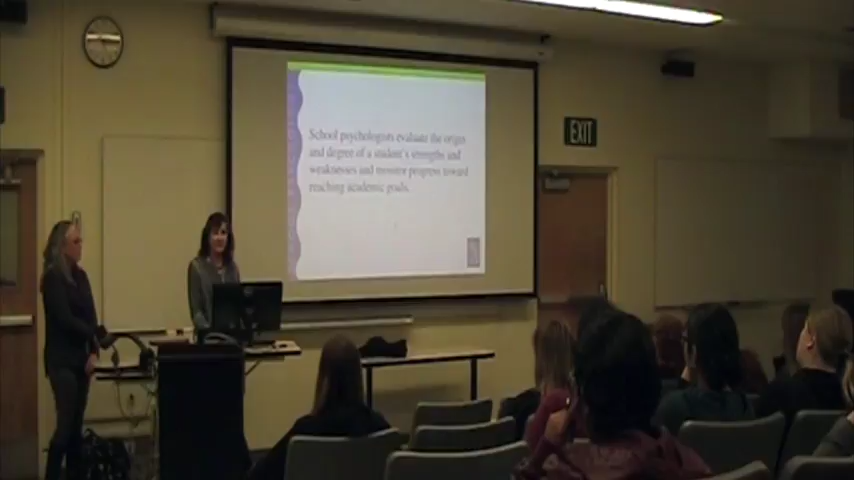 School psychologists evaluate the origin
and degree of a student's strengths and
weaknesses and monitor progress toward
reaching academic goals.
EXIT